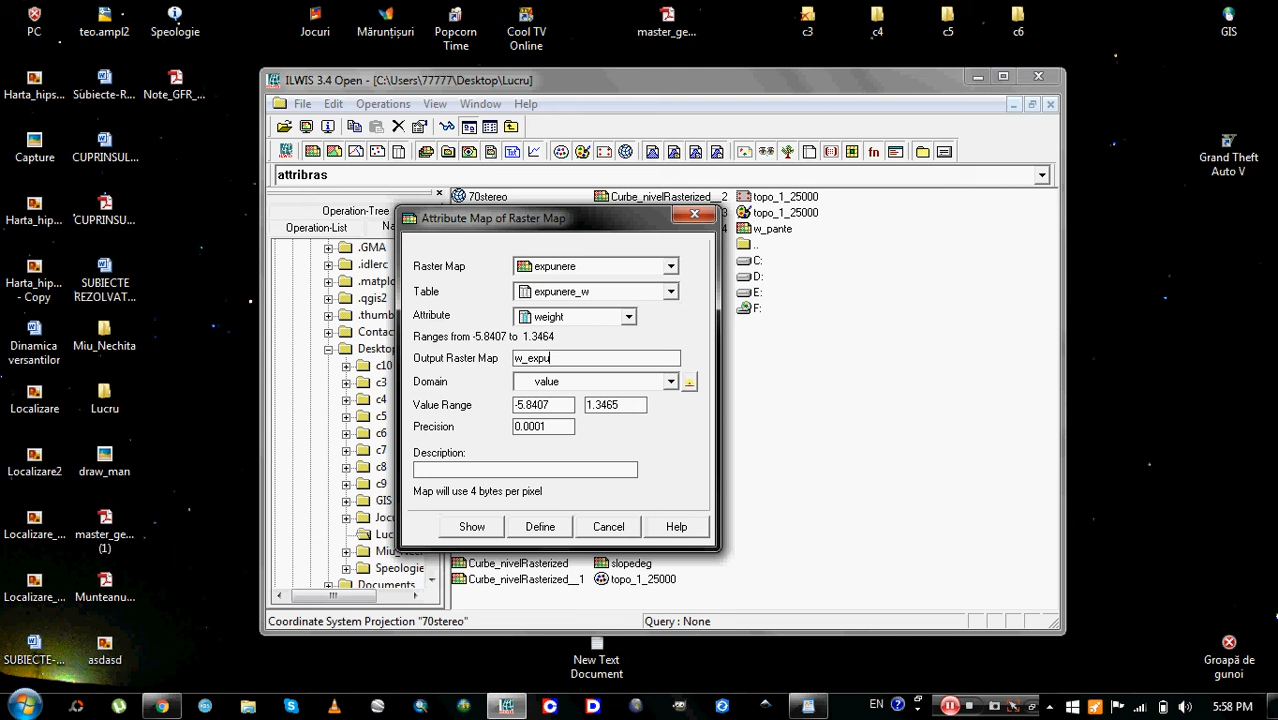 PC
teo.ampl2
Speologie
Jocuri
Mărunțișuri
Popcorn
Time
Cool TV
Online
master_ge...
c3
c4
c5
c6
GIS
Harta_hips...
Subiecte-R...
Note_GFR_...
Capture
CUPRINSUL...
Harta_hip...
"CUPRINSU...
Harta_hip...
- Copy
SUBIECTE
REZOLVAT...
Dinamica
versantilor
Miu_Nechita
Localizare
Lucru
Localizare2
draw_man
Localizare_...
master_ge...
(1)
Localizare_...
Munteanu...
SUBIECTE-...
asdasd
New Text
Document
Grand Theft
Auto V
Groapă de
gunoi
ILWIS 3.4 Open - [C:\Users\77777\Desktop\Lucru]
File Edit Operations View Window Help
attribras
Operation-Tree
Operation-List
.GMA
.idlerc
.matpl
.qgis2
.thumb
Contac
Desktop
c10
c3
c4
c5
c6
c7
c8
c9
GIS
Documents
70stereo
Curbe_nivelRasterized__2
topo_1_25000
topo_1_25000
w_pante
..
C:
D:
E:
F:
Curbe_nivelRasterized
slopedeg
Curbe_nivelRasterized__1
topo_1_25000
Attribute Map of Raster Map
Raster Map expunere
Table expunere_w
Attribute weight
Ranges from -5.8407 to 1.3464
Output Raster Map w_expu
Domain value
Value Range -5.8407 1.3465
Precision 0.0001
Description:
Map will use 4 bytes per pixel
Show Define Cancel Help
Coordinate System Projection "70stereo"
Query : None
EN
5:58 PM